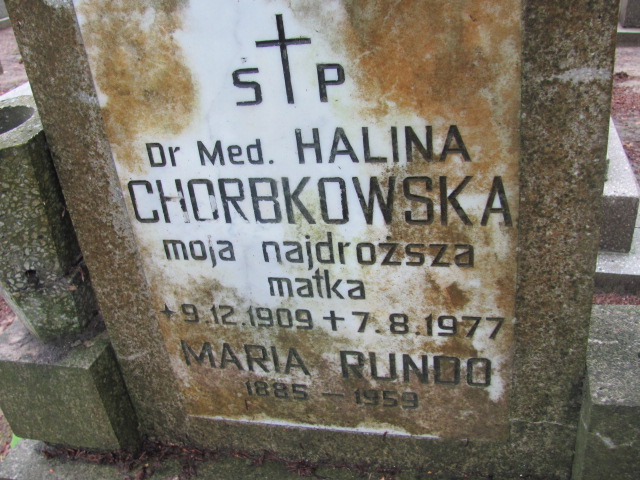 S P
Dr Med. HALINA
CHORBKOWSKA
moja najdroższa
matka
+9.12.1909+7.8.1977
MARIA RUNDO
1885 – 1959